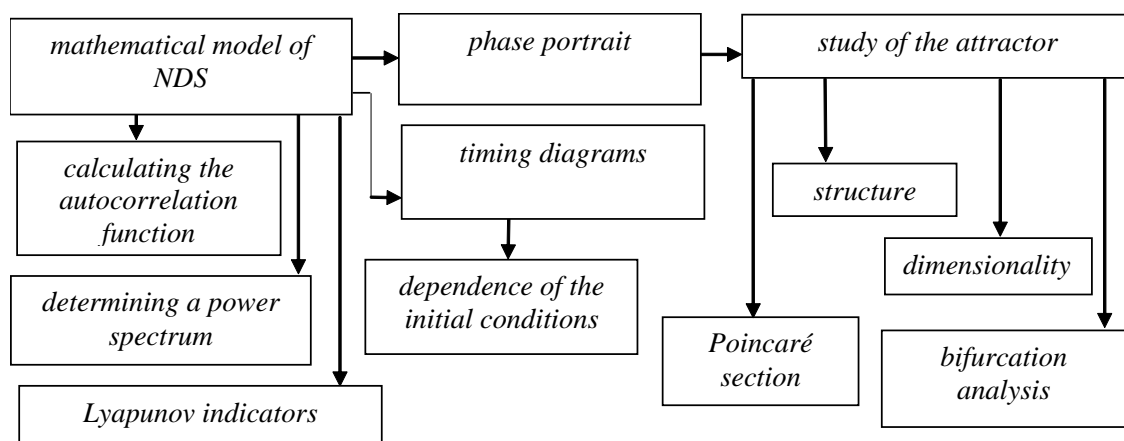 mathematical model of
NDS
phase portrait
study of the attractor
calculating the
autocorrelation
function
timing diagrams
structure
dimensionality
determining a power
spectrum
dependence of the
initial conditions
Poincaré
section
bifurcation
analysis
Lyapunov indicators